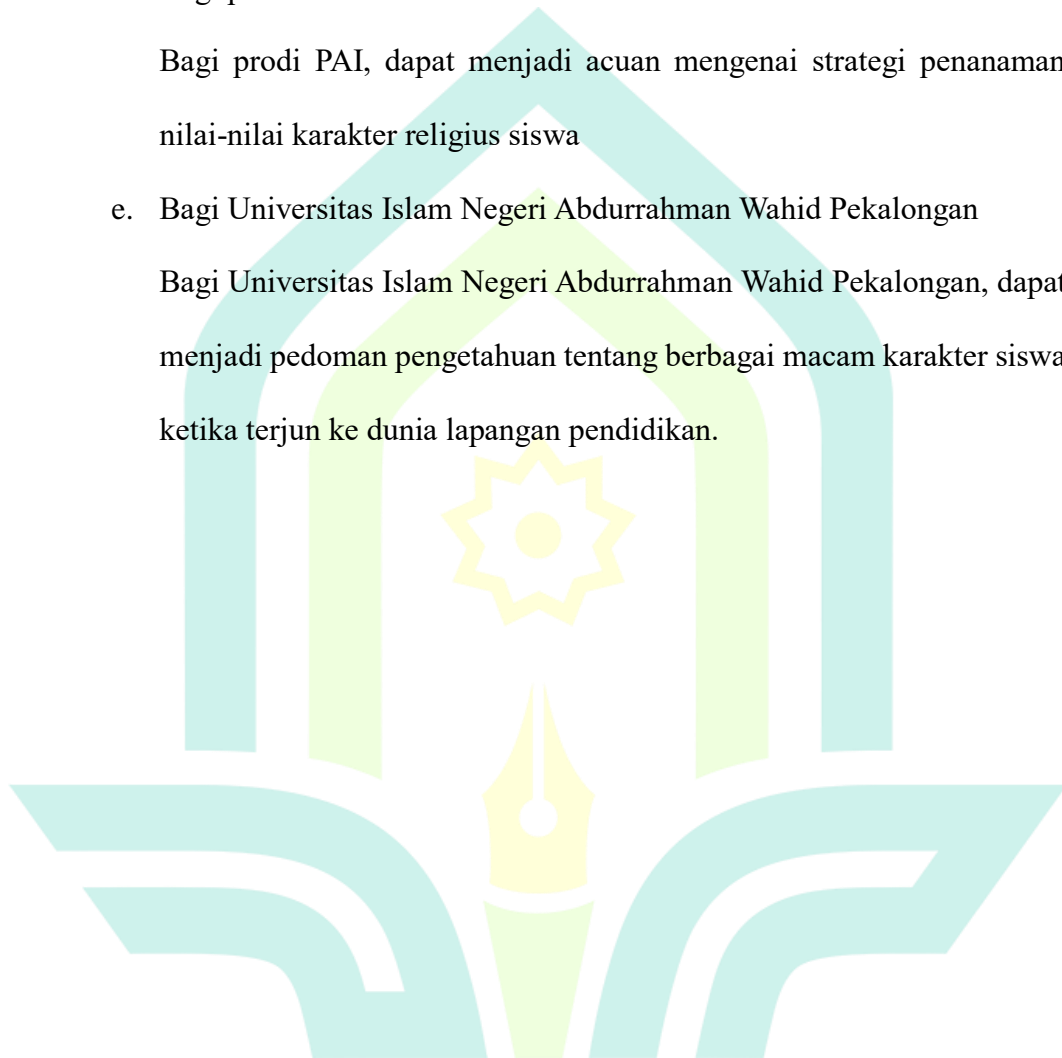 Bagi prodi PAI, dapat menjadi acuan mengenai strategi penanaman
nilai-nilai karakter religius siswa
e. Bagi Universitas Islam Negeri Abdurrahman Wahid Pekalongan
Bagi Universitas Islam Negeri Abdurrahman Wahid Pekalongan, dapat
menjadi pedoman pengetahuan tentang berbagai macam karakter siswa
ketika terjun ke dunia lapangan pendidikan.